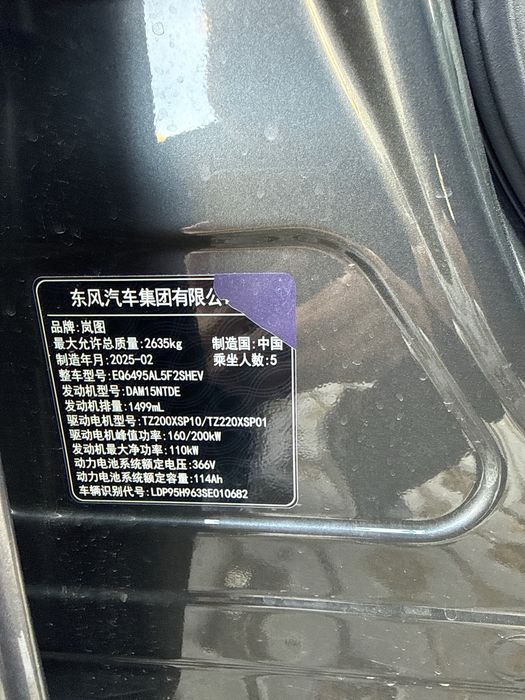 东风汽车集团有限公
品牌:岚图
最大允许总质量:2635kg 制造国:中国
制造年月:2025-02 乘坐人数:5
整车型号:EQ6495AL5F2SHEV
发动机型号:DAM15NTDE
发动机排量:1499mL
驱动电机型号:TZ200XSP10/TZ220XSP01
驱动电机峰值功率:160/200kW
发动机最大净功率:110kW
动力电池系统额定电压:366V
动力电池系统额定容量:114Ah
车辆识别代号:LDP95H963SE010682